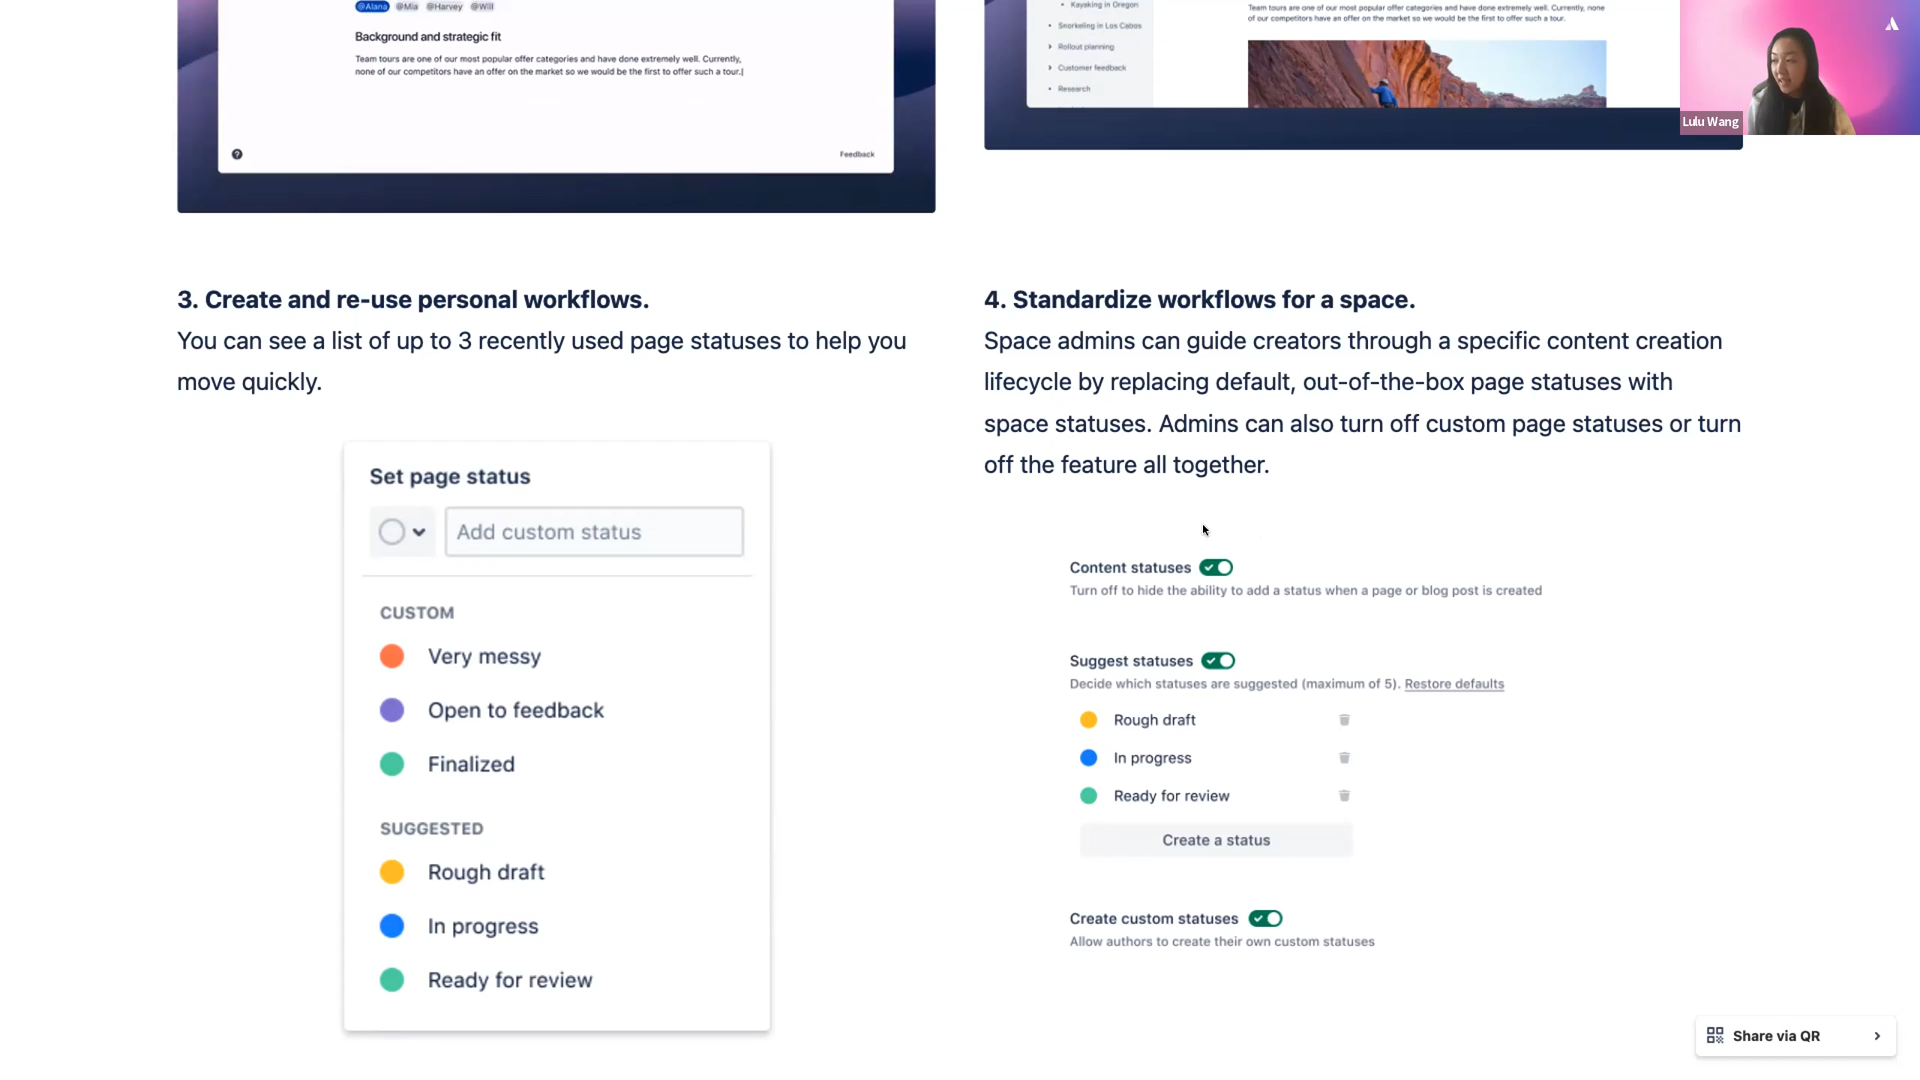 @Alana @Mia @Harvey @Will
Background and strategic fit
Team tours are one of our most popular offer categories and have done extremely well. Currently,
none of our competitors have an offer on the market so we would be the first to offer such a tour.
Feedback
Kayaking in Oregon
Snorkeling in Los Cabos
Rollout planning
Customer feedback
Research
Team tours are one of our most popular offer categories and have done extremely well. Currently, none
of our competitors have an offer on the market so we would be the first to offer such a tour.
Lulu Wang
3. Create and re-use personal workflows.
You can see a list of up to 3 recently used page statuses to help you
move quickly.
Set page status
Add custom status
CUSTOM
Very messy
Open to feedback
Finalized
SUGGESTED
Rough draft
In progress
Ready for review
4. Standardize workflows for a space.
Space admins can guide creators through a specific content creation
lifecycle by replacing default, out-of-the-box page statuses with
space statuses. Admins can also turn off custom page statuses or turn
off the feature all together.
Content statuses
Turn off to hide the ability to add a status when a page or blog post is created
Suggest statuses
Decide which statuses are suggested (maximum of 5). Restore defaults
Rough draft
In progress
Ready for review
Create a status
Create custom statuses
Allow authors to create their own custom statuses
Share via QR